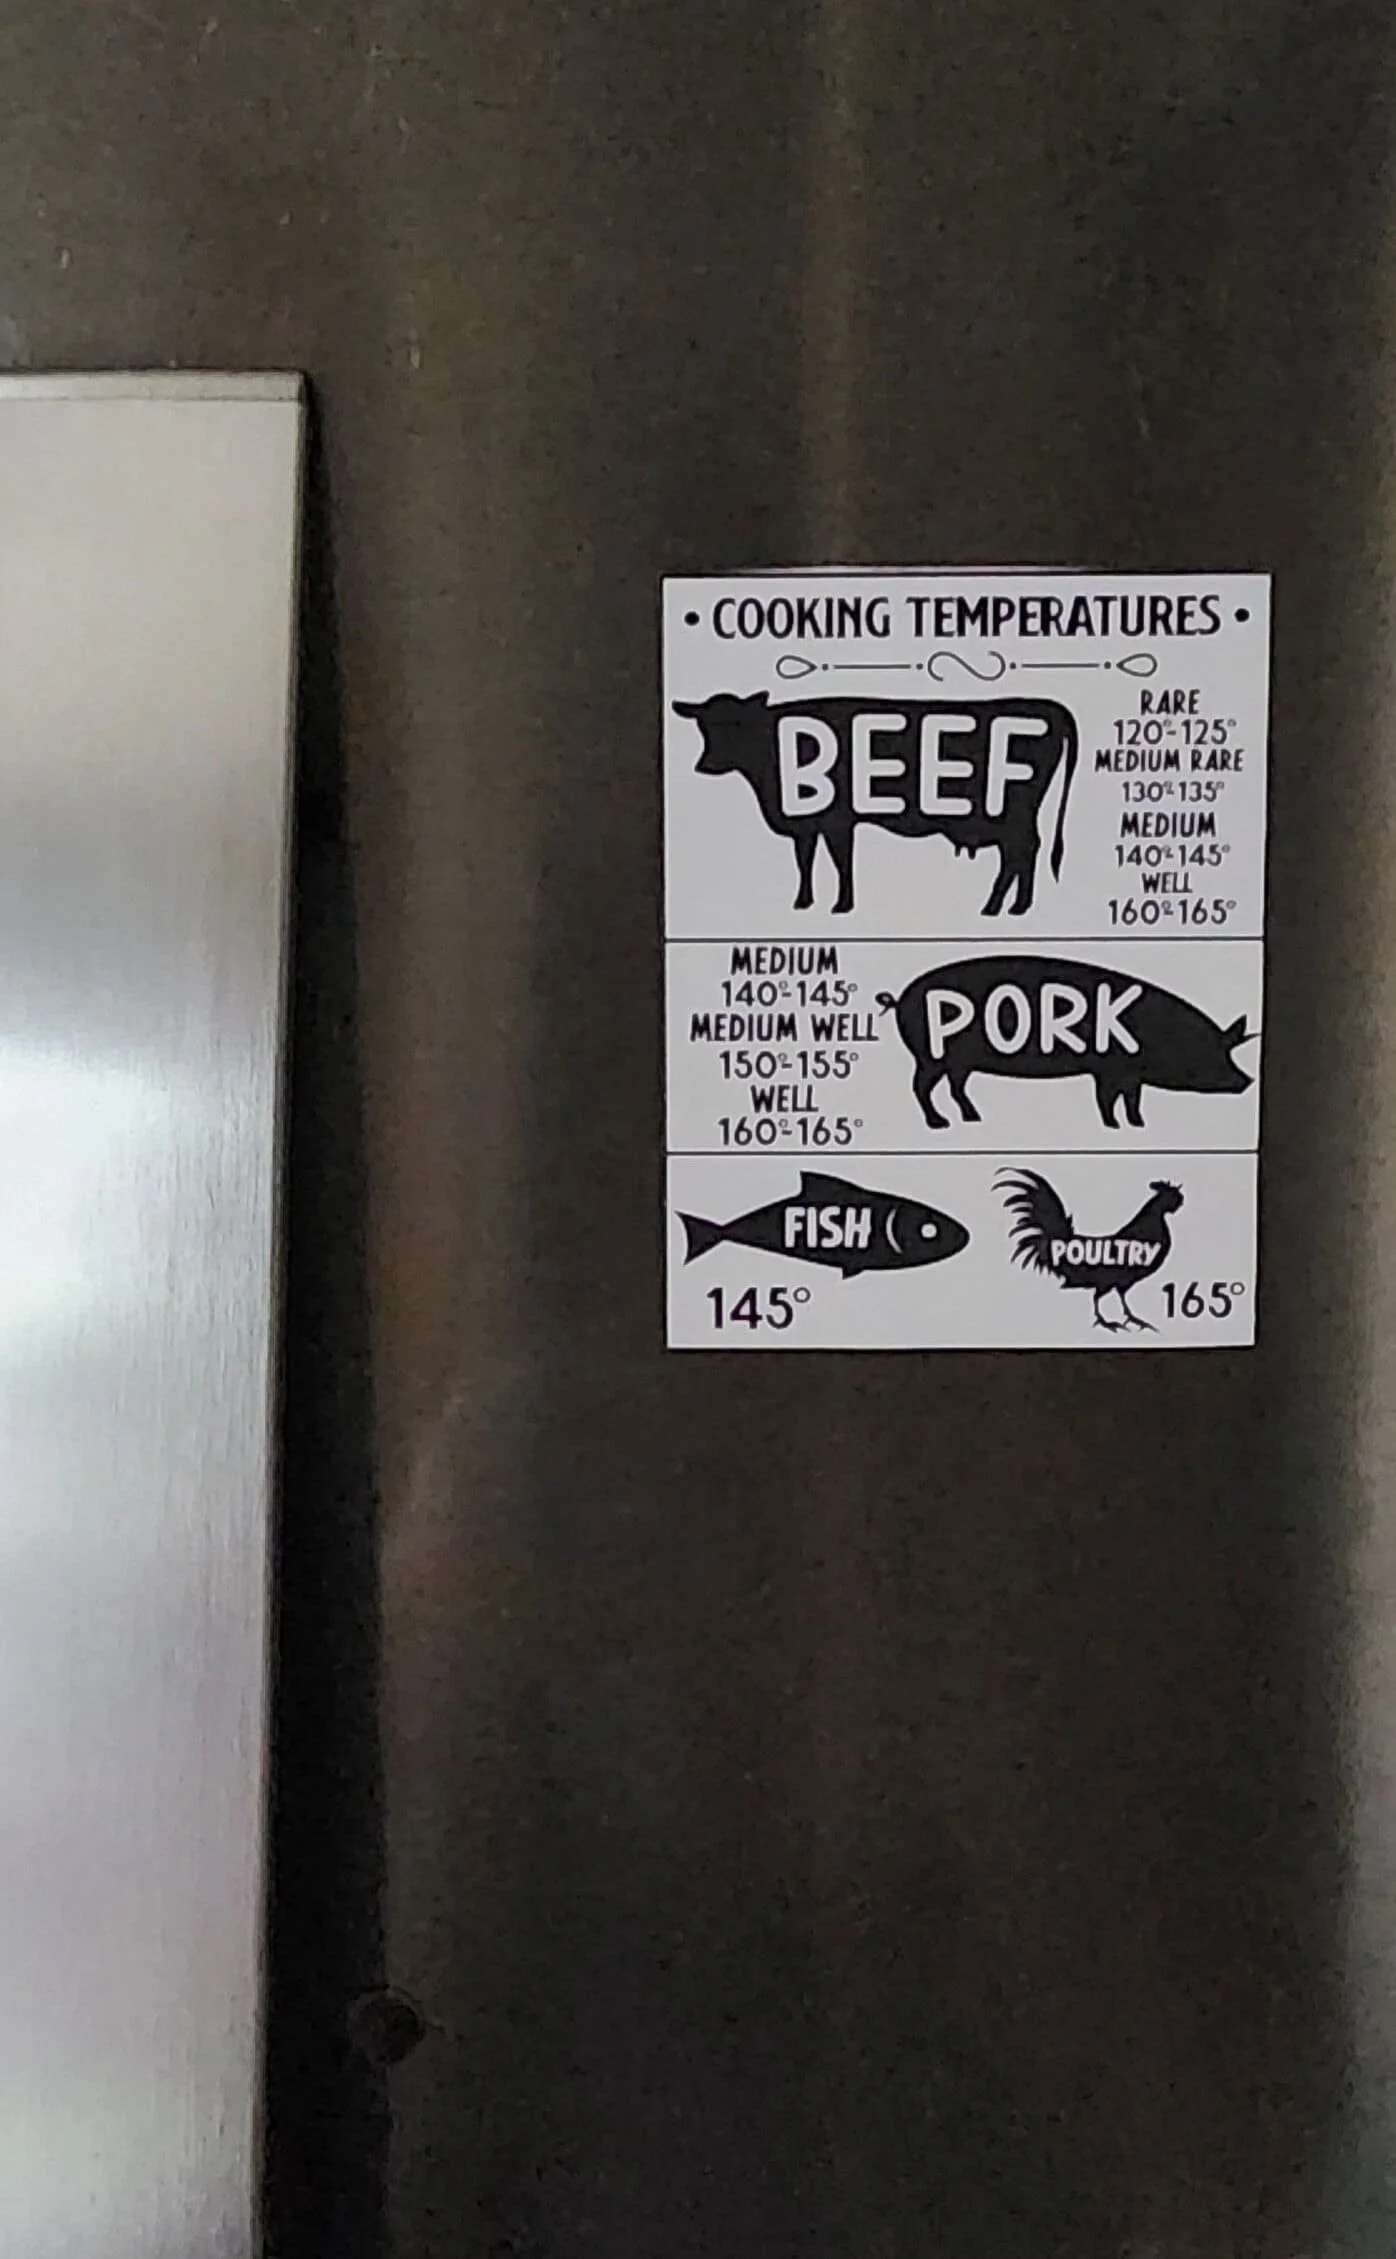 • COOKING TEMPERATURES •
BEEF
RARE
120°-125°
MEDIUM RARE
130°-135°
MEDIUM
140°-145°
WELL
160°-165°
MEDIUM
140°-145°
MEDIUM WELL
150°-155°
WELL
160°-165°
PORK
FISH
145°
POULTRY
165°